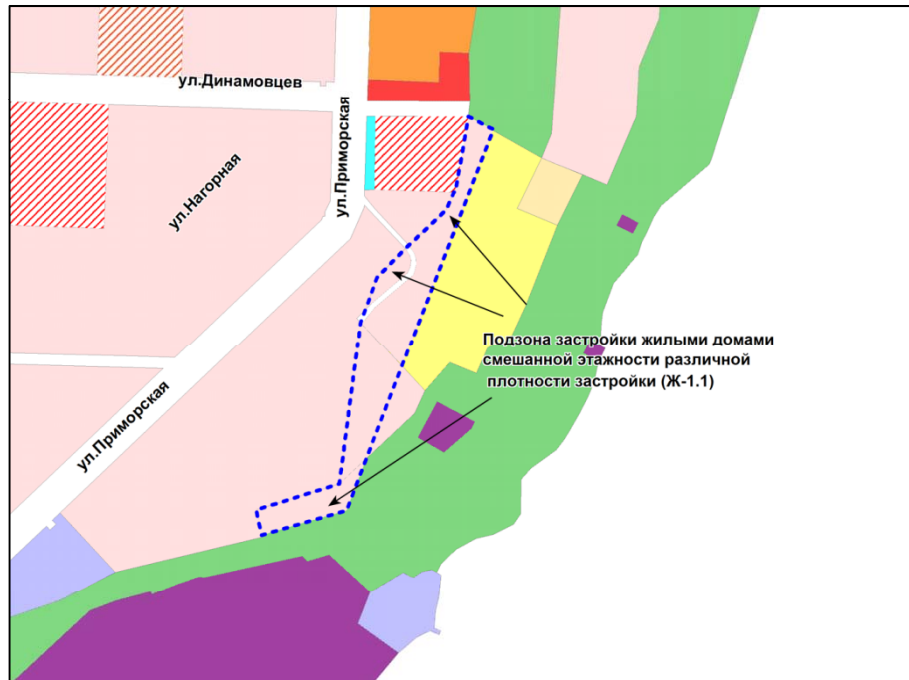 ул.Динамовцев
ул.Приморская
ул.Нагорная
Подзона застройки жилыми домами
смешанной этажности различной
плотности застройки (Ж-1.1)
ул.Приморская